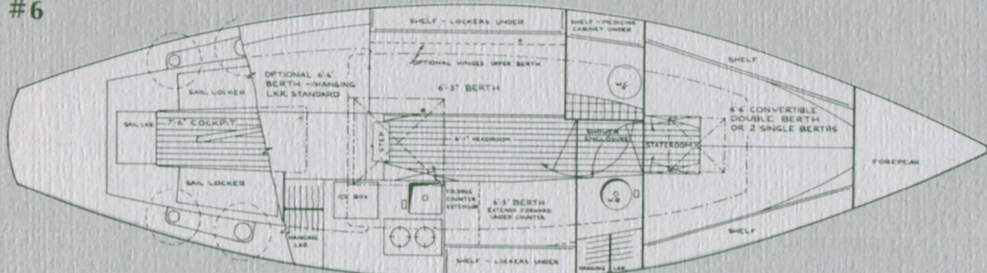 #6
SHELF - LOCKERS UNDER
SHELF - MEDICINE
CABINET UNDER
SHELF
OPTIONAL HINGED UPPER BERTH
OPTIONAL 6'-6"
BERTH - HANGING
LKR. STANDARD
6'-3" BERTH
SAIL LOCKER
SAIL LKR.
7'-8" COCKPIT
STEP
6'-1" HEADROOM
SHOWER
ENCLOSURE
STATEROOM
6'-6" CONVERTIBLE
DOUBLE BERTH
OR 2 SINGLE BERTHS
FOREPEAK
SAIL LOCKER
ICE BOX
FOLDING
COUNTER
EXTENSION
6'-3" BERTH
EXTENDS FORWARD
UNDER COUNTER
HANGING
LKR.
SHELF - LOCKERS UNDER
HANGING LKR.
SHELF